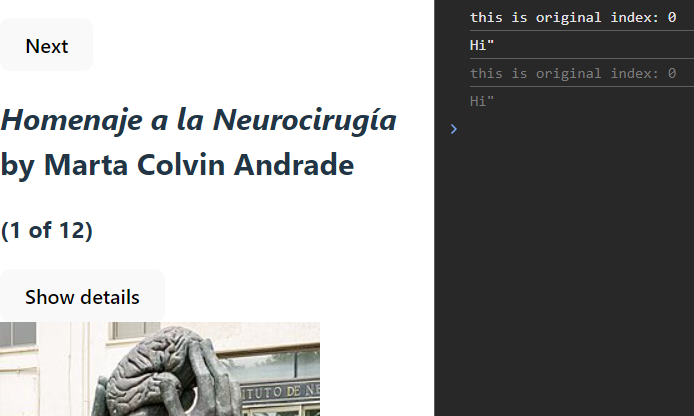 Next
Homenaje a la Neurocirugía
by Marta Colvin Andrade
(1 of 12)
Show details
ITUTO DE NE
this is original index: 0
Hi"
this is original index: 0
Hi"